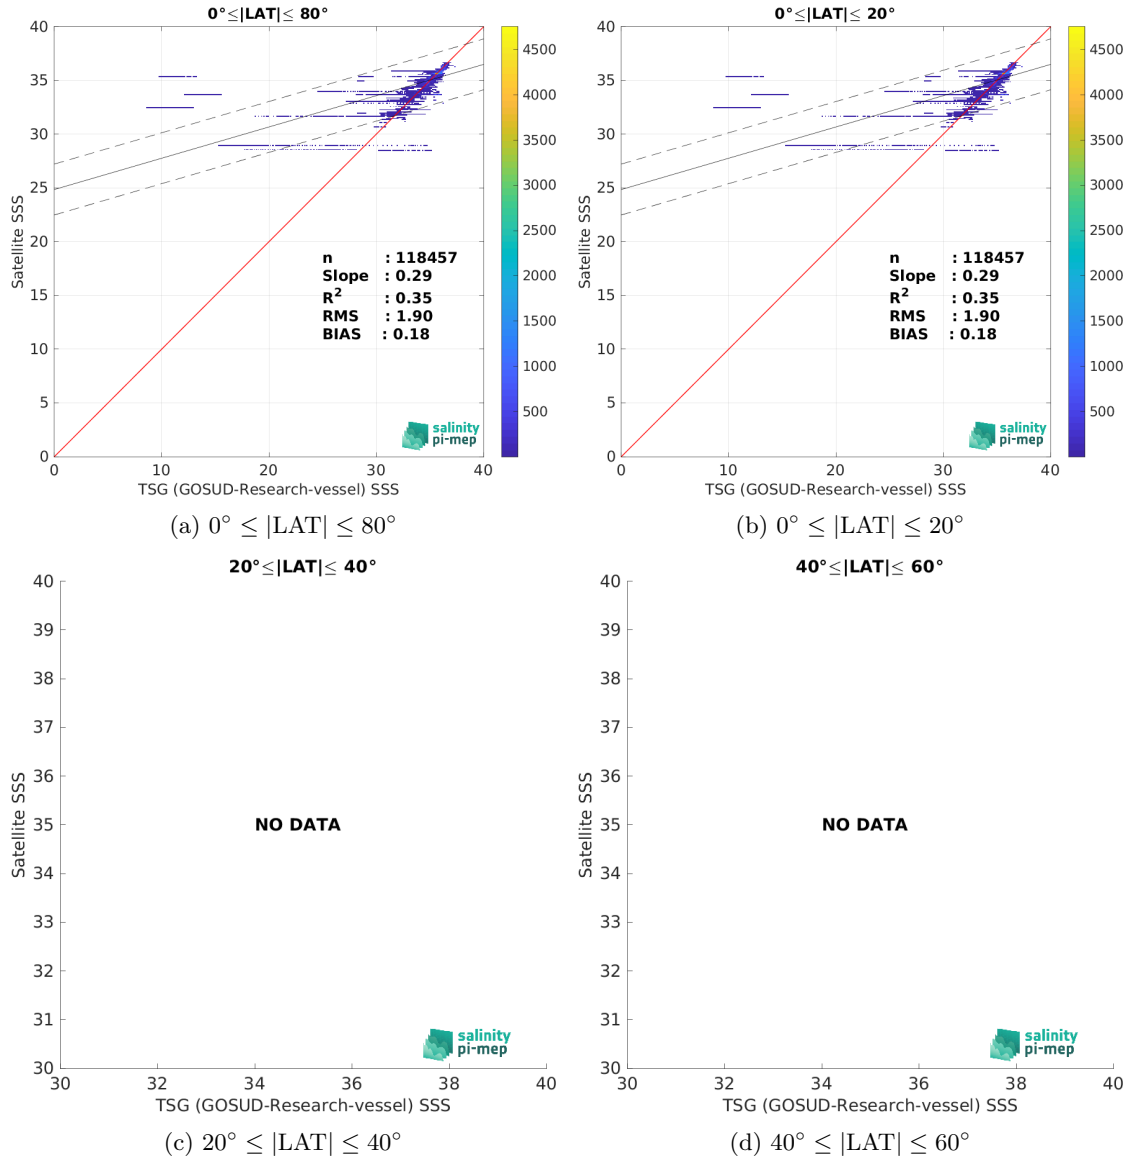 0°≤|LAT|≤ 80°
40
35
30
25
20
15
10
5
0
Satellite SSS
n : 118457
Slope : 0.29
R² : 0.35
RMS : 1.90
BIAS : 0.18
salinity
pi-mep
0 10 20 30 40
TSG (GOSUD-Research-vessel) SSS
4500
4000
3500
3000
2500
2000
1500
1000
500
(a) 0° ≤ |LAT| ≤ 80°
0°≤|LAT|≤ 20°
40
35
30
25
20
15
10
5
0
Satellite SSS
n : 118457
Slope : 0.29
R² : 0.35
RMS : 1.90
BIAS : 0.18
salinity
pi-mep
0 10 20 30 40
TSG (GOSUD-Research-vessel) SSS
4500
4000
3500
3000
2500
2000
1500
1000
500
(b) 0° ≤ |LAT| ≤ 20°
20°≤|LAT|≤ 40°
40
39
38
37
36
35
34
33
32
31
30
Satellite SSS
NO DATA
salinity
pi-mep
30 32 34 36 38 40
TSG (GOSUD-Research-vessel) SSS
(c) 20° ≤ |LAT| ≤ 40°
40°≤|LAT|≤ 60°
40
39
38
37
36
35
34
33
32
31
30
Satellite SSS
NO DATA
salinity
pi-mep
30 32 34 36 38 40
TSG (GOSUD-Research-vessel) SSS
(d) 40° ≤ |LAT| ≤ 60°